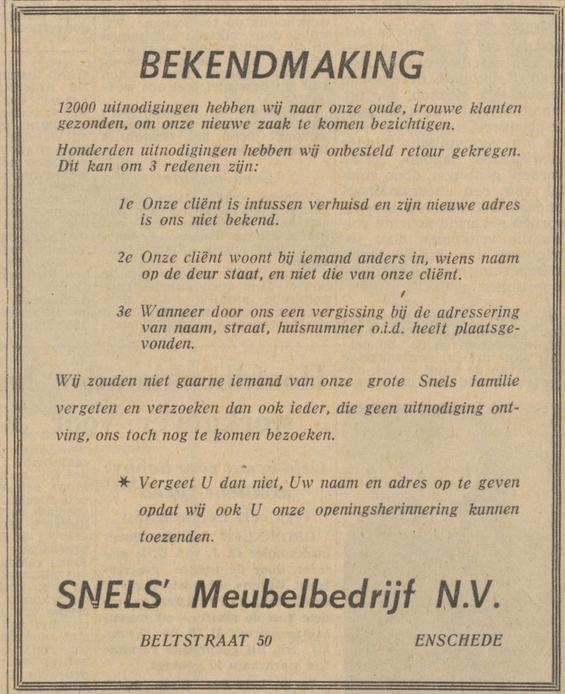 BEKENDMAKING
12000 uitnodigingen hebben wij naar onze oude, trouwe klanten
gezonden, om onze nieuwe zaak te komen bezichtigen.
Honderden uitnodigingen hebben wij onbesteld retour gekregen.
Dit kan om 3 redenen zijn:
1e Onze cliënt is intussen verhuisd en zijn nieuwe adres
is ons niet bekend.
2e Onze cliënt woont bij iemand anders in, wiens naam
op de deur staat, en niet die van onze cliënt.
3e Wanneer door ons een vergissing bij de adressering
van naam, straat, huisnummer o.i.d. heeft plaatsge-
vonden.
Wij zouden niet gaarne iemand van onze grote Snels familie
vergeten en verzoeken dan ook ieder, die geen uitnodiging ont-
ving, ons toch nog te komen bezoeken.
* Vergeet U dan niet, Uw naam en adres op te geven
opdat wij ook U onze openingsherinnering kunnen
toezenden.
SNELS' Meubelbedrijf N.V.
BELTSTRAAT 50 ENSCHEDE